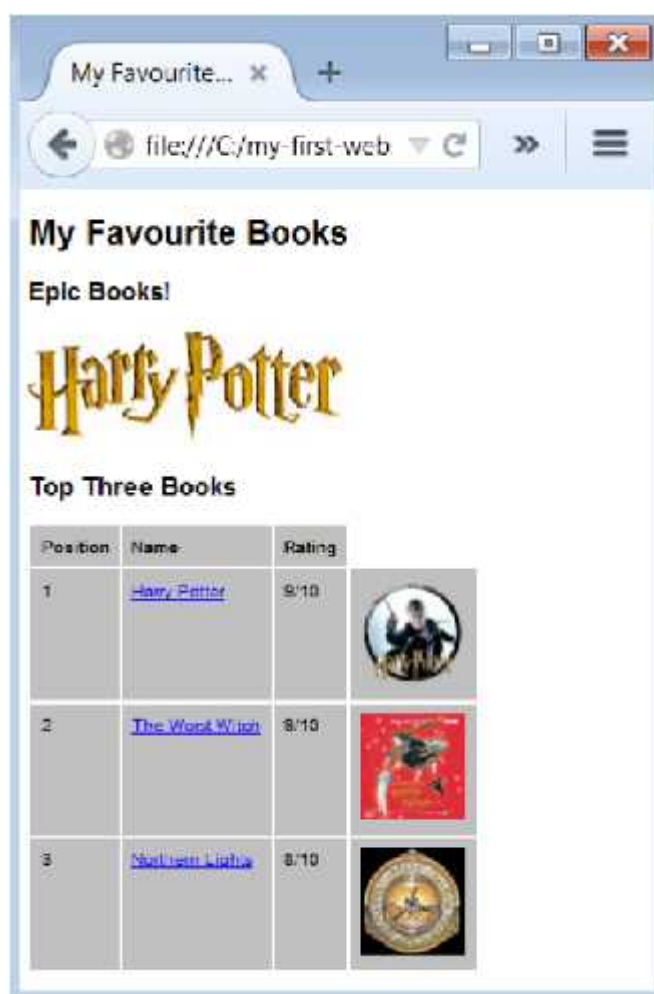 My Favourite...
file:///C:/my-first-web
My Favourite Books
Epic Books!
Harry Potter
Top Three Books
Position Name Rating
1 Harry Potter 9/10
2 The Worst Witch 8/10
3 Northern Lights 8/10